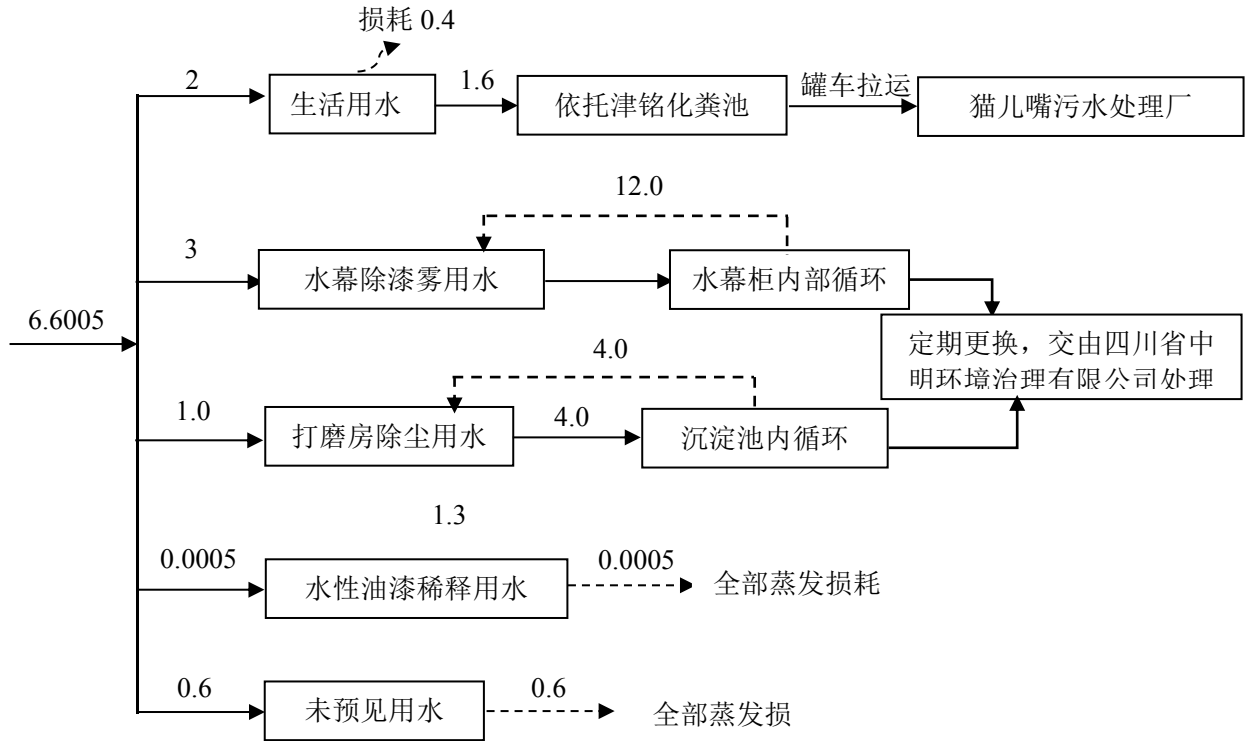 损耗 0.4
2
生活用水
1.6
依托津铭化粪池
罐车拉运
猫儿嘴污水处理厂
12.0
3
水幕除漆雾用水
水幕柜内部循环
6.6005
定期更换，交由四川省中
明环境治理有限公司处理
4.0
1.0
打磨房除尘用水
4.0
沉淀池内循环
1.3
0.0005
水性油漆稀释用水
0.0005
全部蒸发损耗
0.6
未预见用水
0.6
全部蒸发损